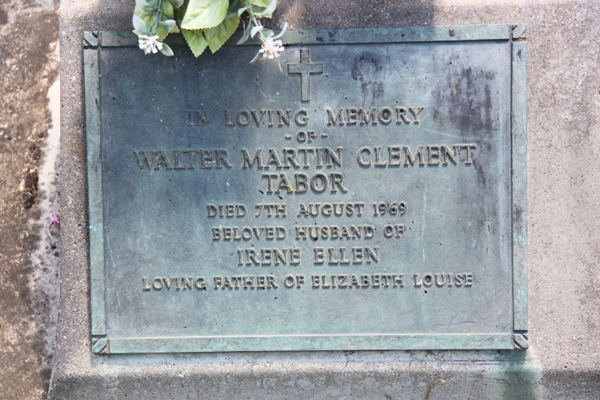 IN LOVING MEMORY
- OF -
WALTER MARTIN CLEMENT
TABOR
DIED 7TH AUGUST 1969
BELOVED HUSBAND OF
IRENE ELLEN
LOVING FATHER OF ELIZABETH LOUISE